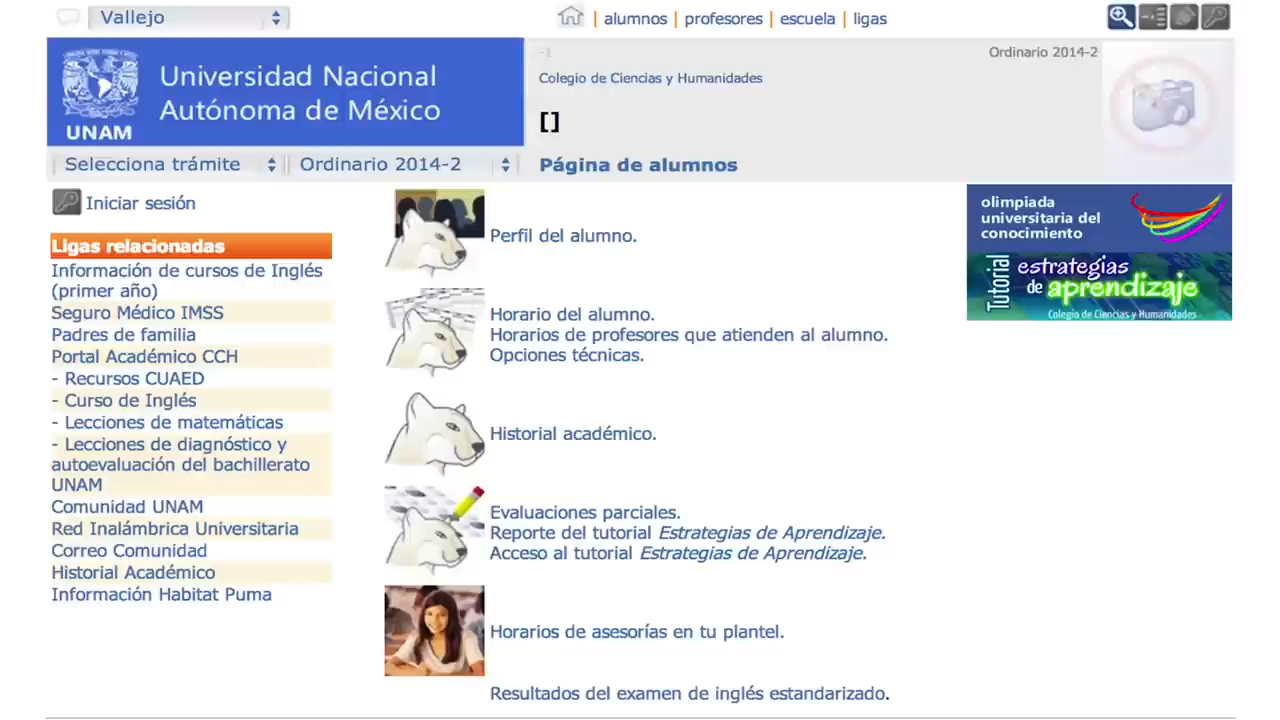 Vallejo
alumnos | profesores | escuela | ligas
Universidad Nacional
Autónoma de México
UNAM
-1
Ordinario 2014-2
Colegio de Ciencias y Humanidades
[]
Selecciona trámite
Ordinario 2014-2
Página de alumnos
Iniciar sesión
Ligas relacionadas
Información de cursos de Inglés
(primer año)
Seguro Médico IMSS
Padres de familia
Portal Académico CCH
- Recursos CUAED
- Curso de Inglés
- Lecciones de matemáticas
- Lecciones de diagnóstico y
autoevaluación del bachillerato
UNAM
Comunidad UNAM
Red Inalámbrica Universitaria
Correo Comunidad
Historial Académico
Información Habitat Puma
Perfil del alumno.
Horario del alumno.
Horarios de profesores que atienden al alumno.
Opciones técnicas.
Historial académico.
Evaluaciones parciales.
Reporte del tutorial Estrategias de Aprendizaje.
Acceso al tutorial Estrategias de Aprendizaje.
Horarios de asesorías en tu plantel.
Resultados del examen de inglés estandarizado.
olimpiada
universitaria del
conocimiento
Tutorial
estrategias
de aprendizaje
Colegio de Ciencias y Humanidades